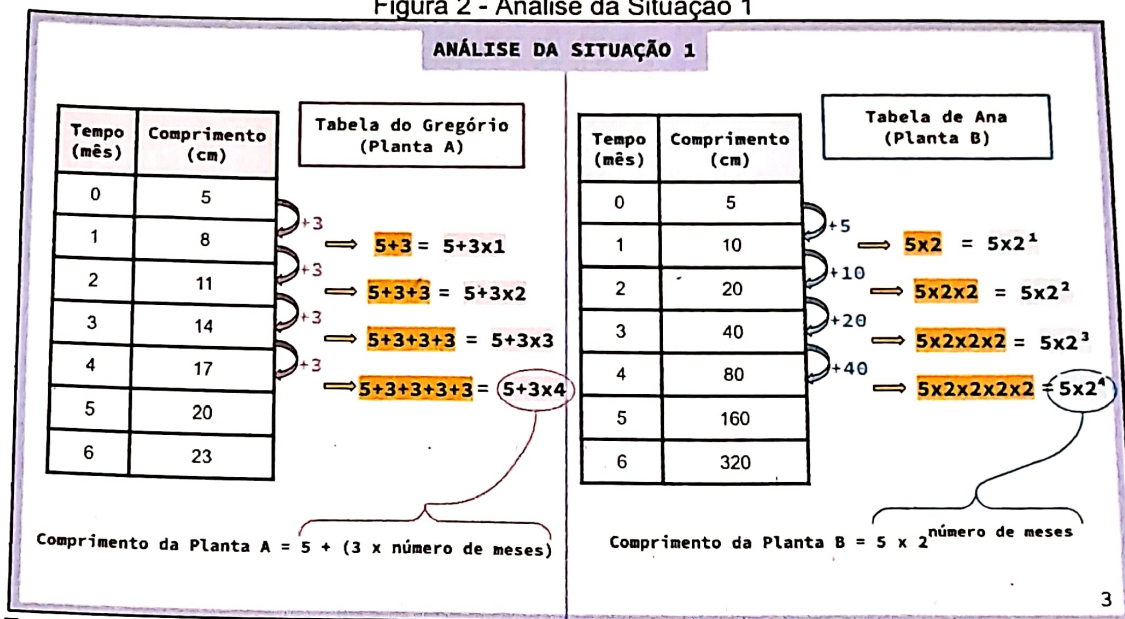 Figura 2 - Análise da Situação 1
ANÁLISE DA SITUAÇÃO 1
Tabela do Gregório
(Planta A)
Tempo (mês) Comprimento (cm)
0 5
1 8
2 11
3 14
4 17
5 20
6 23
+3
+3
+3
+3
5+3 = 5+3x1
5+3+3 = 5+3x2
5+3+3+3 = 5+3x3
5+3+3+3+3 = 5+3x4
Comprimento da Planta A = 5 + (3 x número de meses)
Tabela de Ana
(Planta B)
Tempo (mês) Comprimento (cm)
0 5
1 10
2 20
3 40
4 80
5 160
6 320
+5
+10
+20
+40
5x2 = 5x2¹
5x2x2 = 5x2²
5x2x2x2 = 5x2³
5x2x2x2x2 = 5x2⁴
Comprimento da Planta B = 5 x 2 número de meses
3